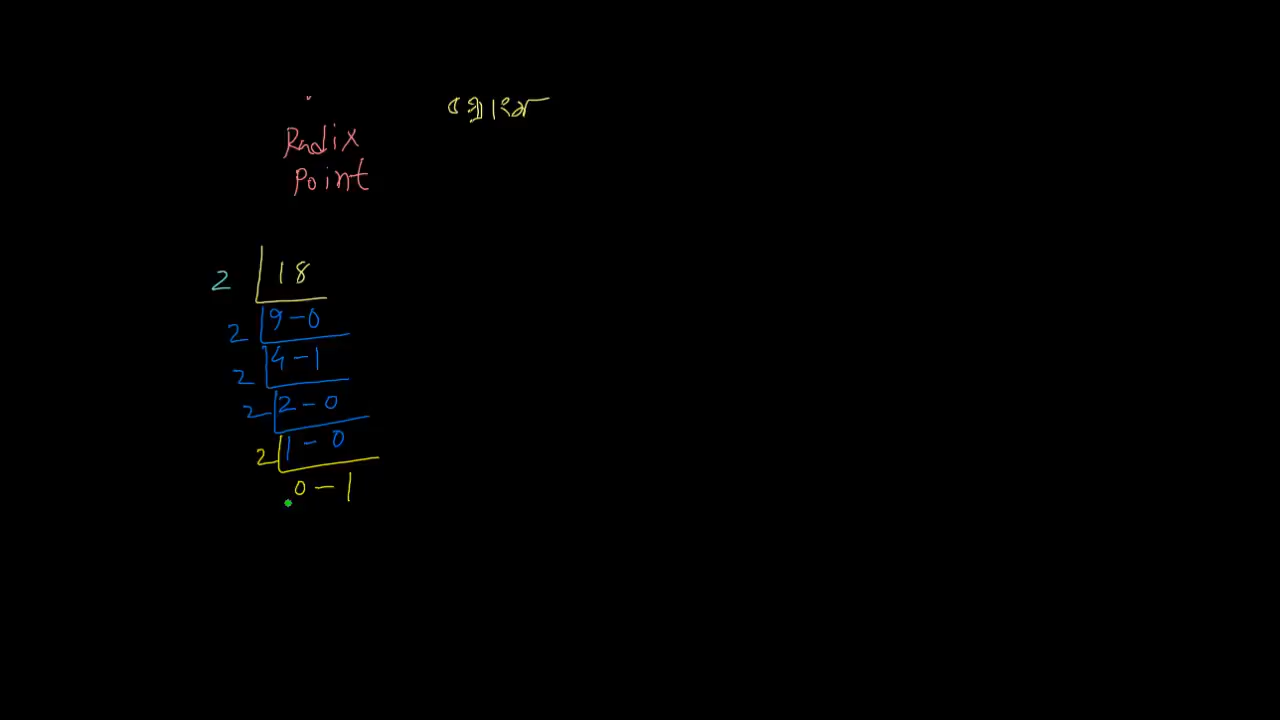 Radix
Point
2 18
2 9 - 0
2 4 - 1
2 2 - 0
2 1 - 0
0 - 1